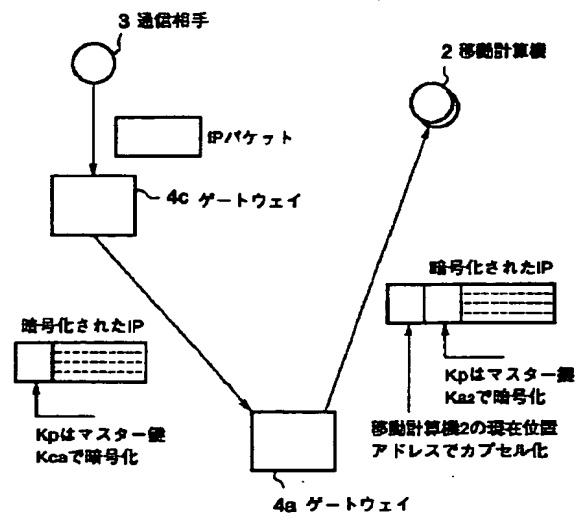 3 通信相手
2 移動計算機
IPパケット
4c ゲートウェイ
暗号化されたIP
暗号化されたIP
Kpはマスター鍵
Kcaで暗号化
Kpはマスター鍵
Ka2で暗号化
移動計算機2の現在位置
アドレスでカプセル化
4a ゲートウェイ